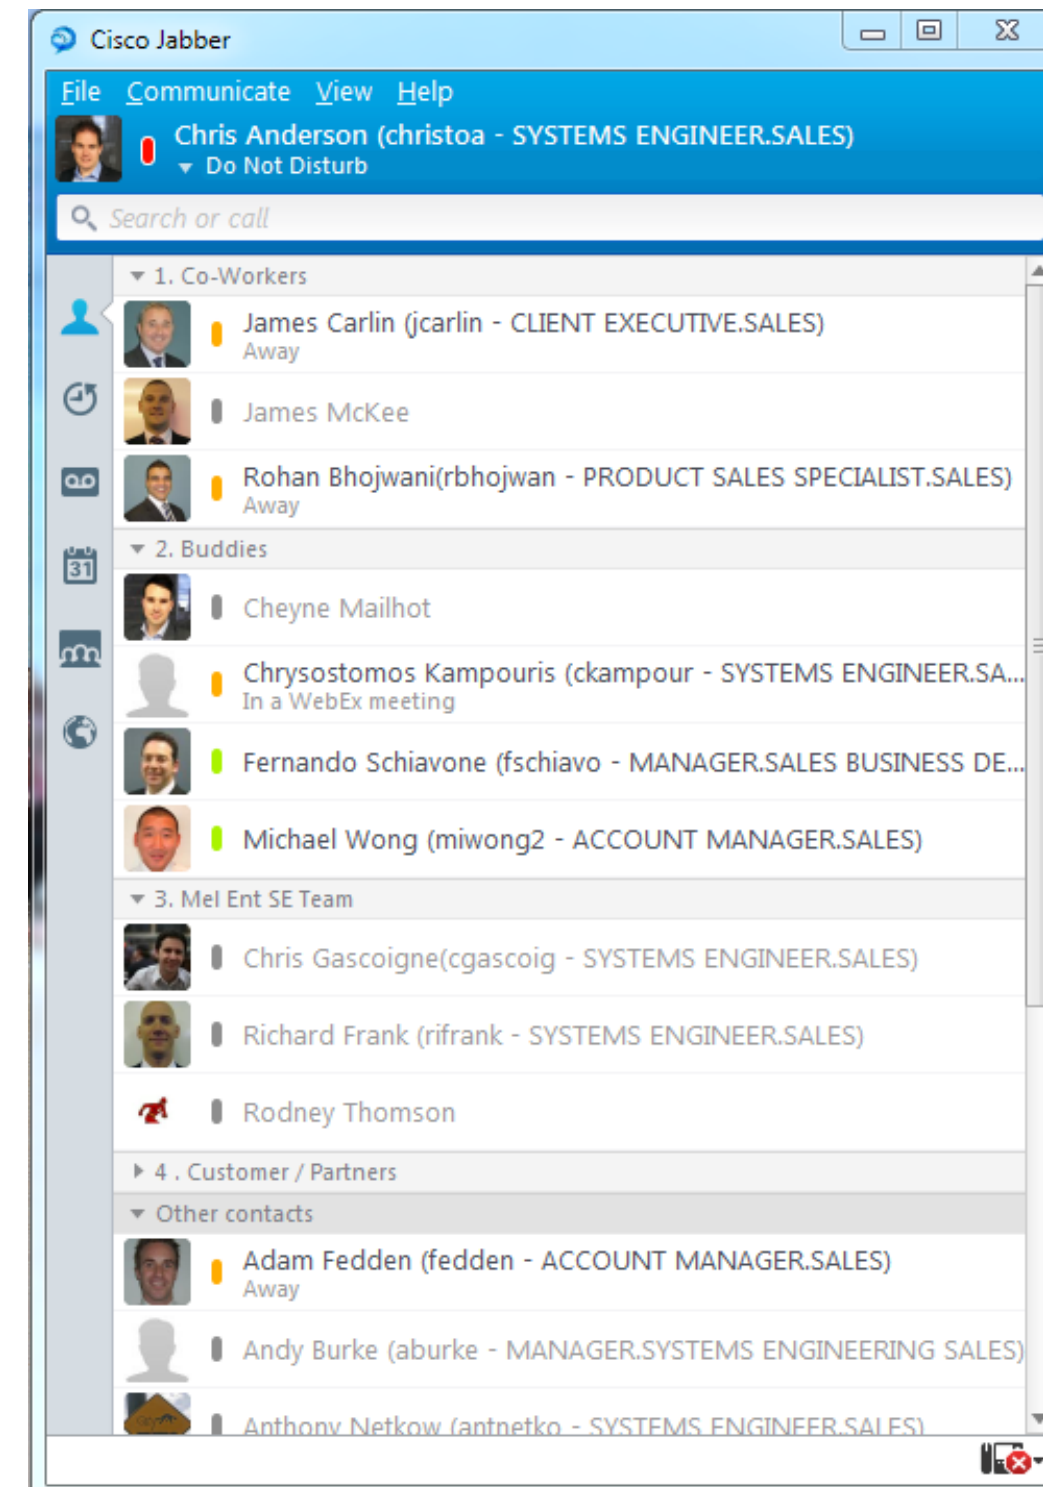 Cisco Jabber
File Communicate View Help
Chris Anderson (christoa - SYSTEMS ENGINEER.SALES)
Do Not Disturb
Search or call
1. Co-Workers
James Carlin (jcarlin - CLIENT EXECUTIVE.SALES)
Away
James McKee
Rohan Bhojwani(rbhojwan - PRODUCT SALES SPECIALIST.SALES)
Away
31
2. Buddies
Cheyne Mailhot
Chrysostomos Kampouris (ckampour - SYSTEMS ENGINEER.SA...
In a WebEx meeting
Fernando Schiavone (fschiavo - MANAGER.SALES BUSINESS DE...
Michael Wong (miwong2 - ACCOUNT MANAGER.SALES)
3. Mel Ent SE Team
Chris Gascoigne(cgascoig - SYSTEMS ENGINEER.SALES)
Richard Frank (rifrank - SYSTEMS ENGINEER.SALES)
Rodney Thomson
4 . Customer / Partners
Other contacts
Adam Fedden (fedden - ACCOUNT MANAGER.SALES)
Away
Andy Burke (aburke - MANAGER.SYSTEMS ENGINEERING SALES)
Anthony Netkow (antnetko - SYSTEMS ENGINEER.SALES)